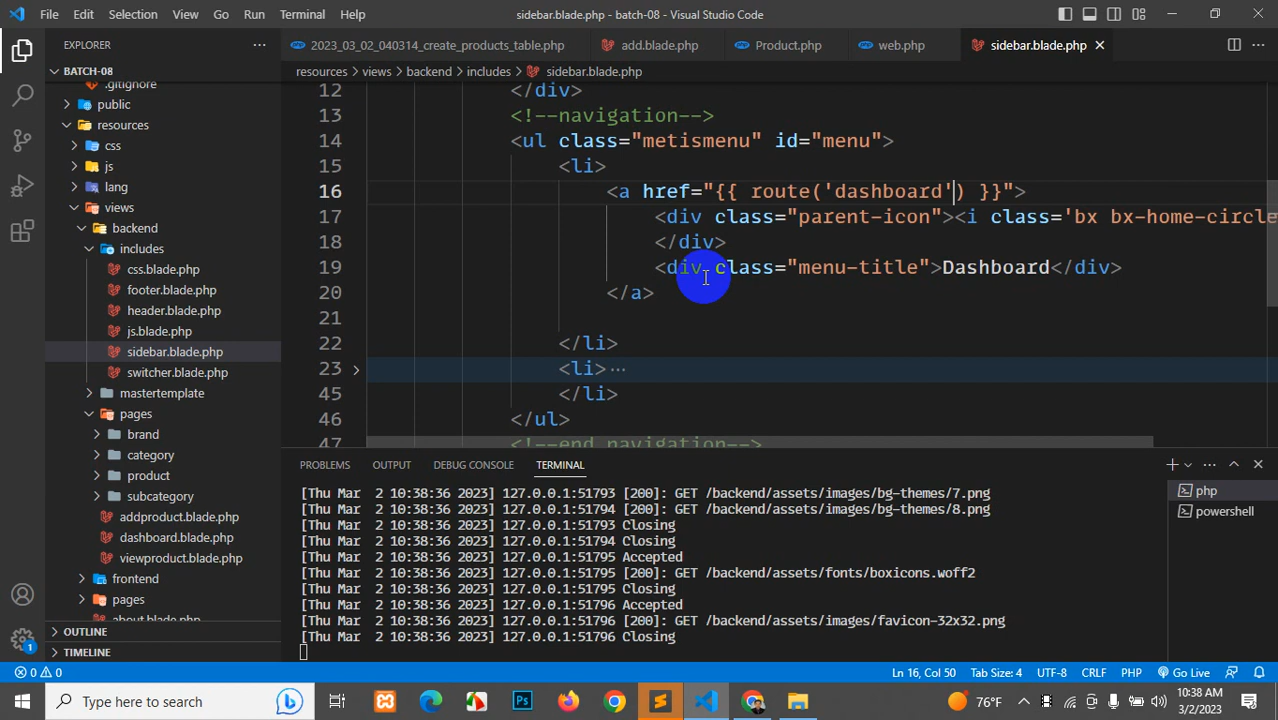 File Edit Selection View Go Run Terminal Help sidebar.blade.php - batch-08 - Visual Studio Code
EXPLORER
2023_03_02_040314_create_products_table.php add.blade.php Product.php web.php sidebar.blade.php
BATCH-08
resources > views > backend > includes > sidebar.blade.php
.gitignore
public
resources
css
js
lang
views
backend
includes
css.blade.php
footer.blade.php
header.blade.php
js.blade.php
sidebar.blade.php
switcher.blade.php
mastertemplate
pages
brand
category
product
subcategory
addproduct.blade.php
dashboard.blade.php
viewproduct.blade.php
frontend
pages
about.blade.php
OUTLINE
TIMELINE
12 </div>
13 <!--navigation-->
14 <ul class="metismenu" id="menu">
15 <li>
16 <a href="{{ route('dashboard') }}">
17 <div class="parent-icon"><i class='bx bx-home-circle
18 </div>
19 <div class="menu-title">Dashboard</div>
20 </a>
21
22 </li>
23 <li>···
45 </li>
46 </ul>
47 <!--end navigation-->
PROBLEMS OUTPUT DEBUG CONSOLE TERMINAL
[Thu Mar  2 10:38:36 2023] 127.0.0.1:51793 [200]: GET /backend/assets/images/bg-themes/7.png
[Thu Mar  2 10:38:36 2023] 127.0.0.1:51794 [200]: GET /backend/assets/images/bg-themes/8.png
[Thu Mar  2 10:38:36 2023] 127.0.0.1:51793 Closing
[Thu Mar  2 10:38:36 2023] 127.0.0.1:51794 Closing
[Thu Mar  2 10:38:36 2023] 127.0.0.1:51795 Accepted
[Thu Mar  2 10:38:36 2023] 127.0.0.1:51795 [200]: GET /backend/assets/fonts/boxicons.woff2
[Thu Mar  2 10:38:36 2023] 127.0.0.1:51795 Closing
[Thu Mar  2 10:38:36 2023] 127.0.0.1:51796 Accepted
[Thu Mar  2 10:38:36 2023] 127.0.0.1:51796 [200]: GET /backend/assets/images/favicon-32x32.png
[Thu Mar  2 10:38:36 2023] 127.0.0.1:51796 Closing
php
powershell
0 0 Ln 16, Col 50 Tab Size: 4 UTF-8 CRLF PHP Go Live
Type here to search
Ps
76°F
10:38 AM
3/2/2023